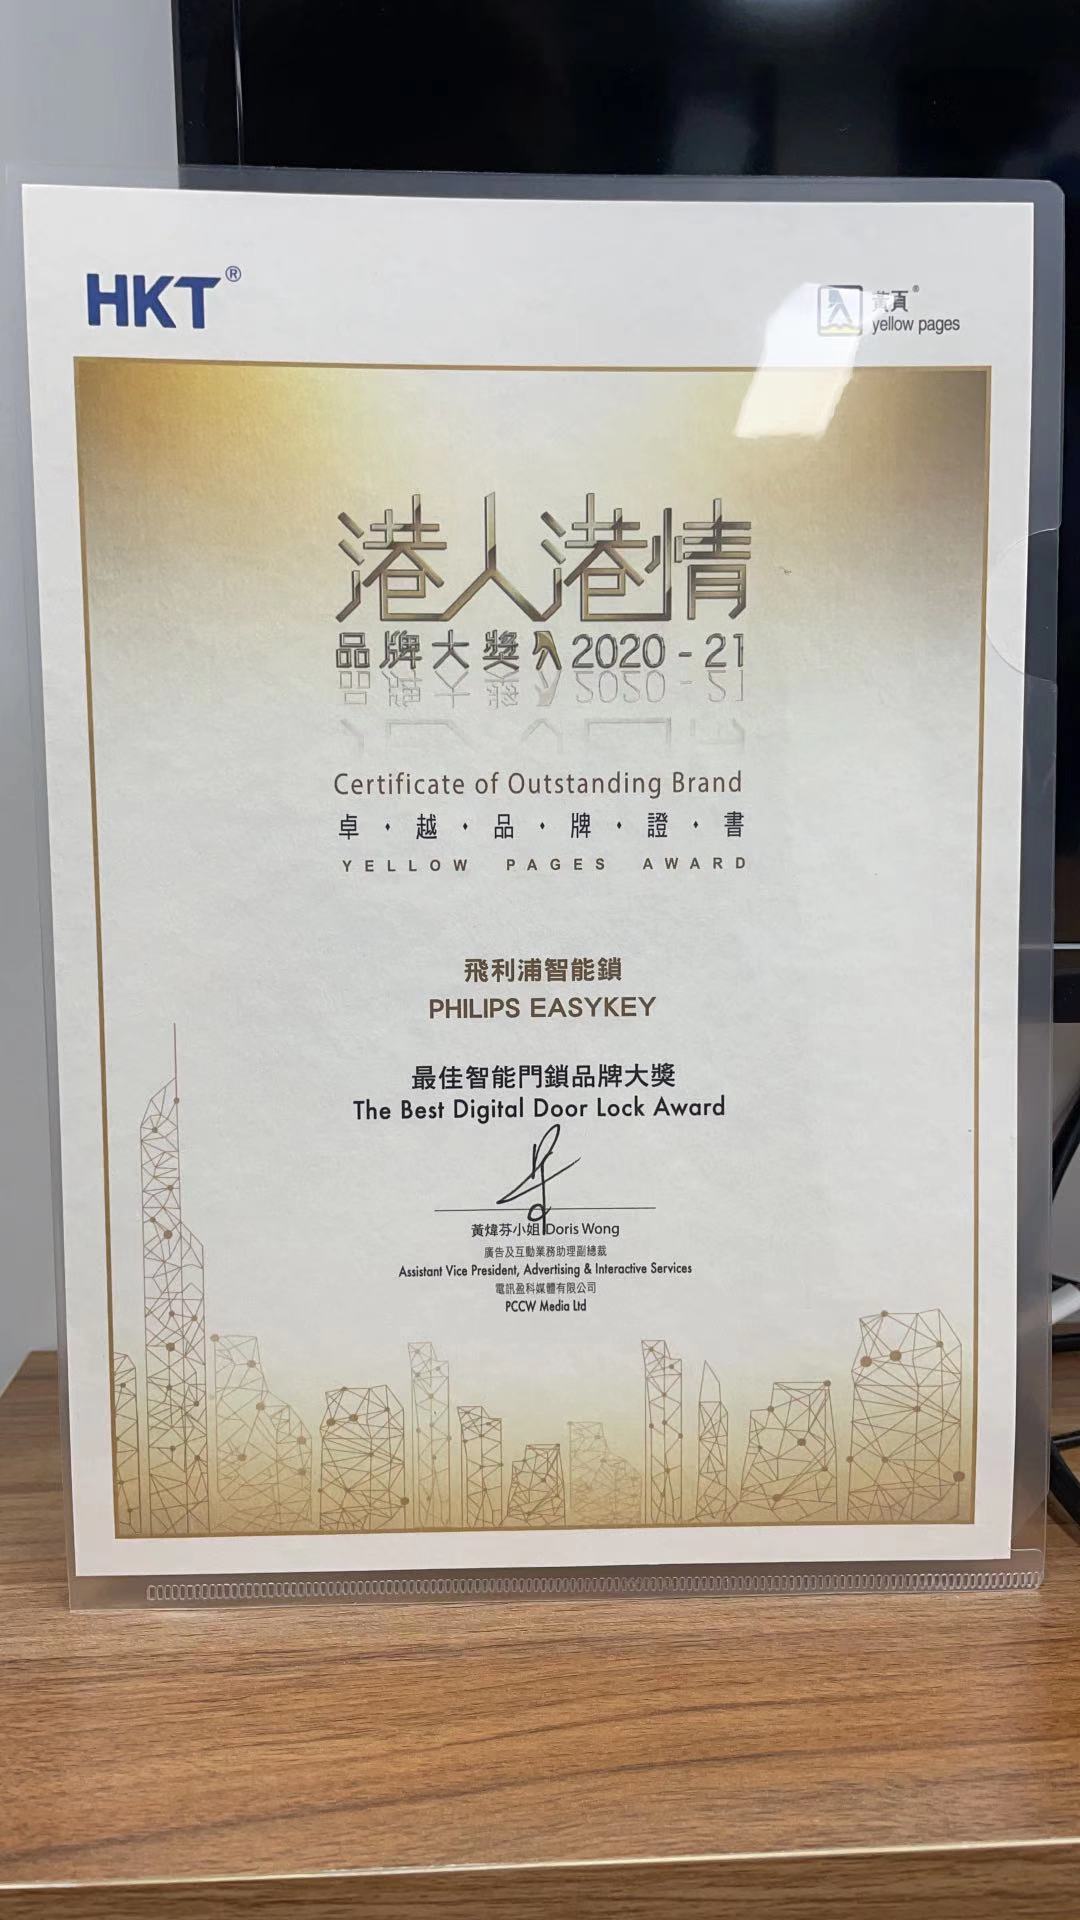 HKT®
黃頁®
yellow pages
港人港情
品牌大獎 2020 - 21
Certificate of Outstanding Brand
卓・越・品・牌・證・書
YELLOW PAGES AWARD
飛利浦智能鎖
PHILIPS EASYKEY
最佳智能門鎖品牌大獎
The Best Digital Door Lock Award
黃煒芬小姐 Doris Wong
廣告及互動業務助理副總裁
Assistant Vice President, Advertising & Interactive Services
電訊盈科媒體有限公司
PCCW Media Ltd